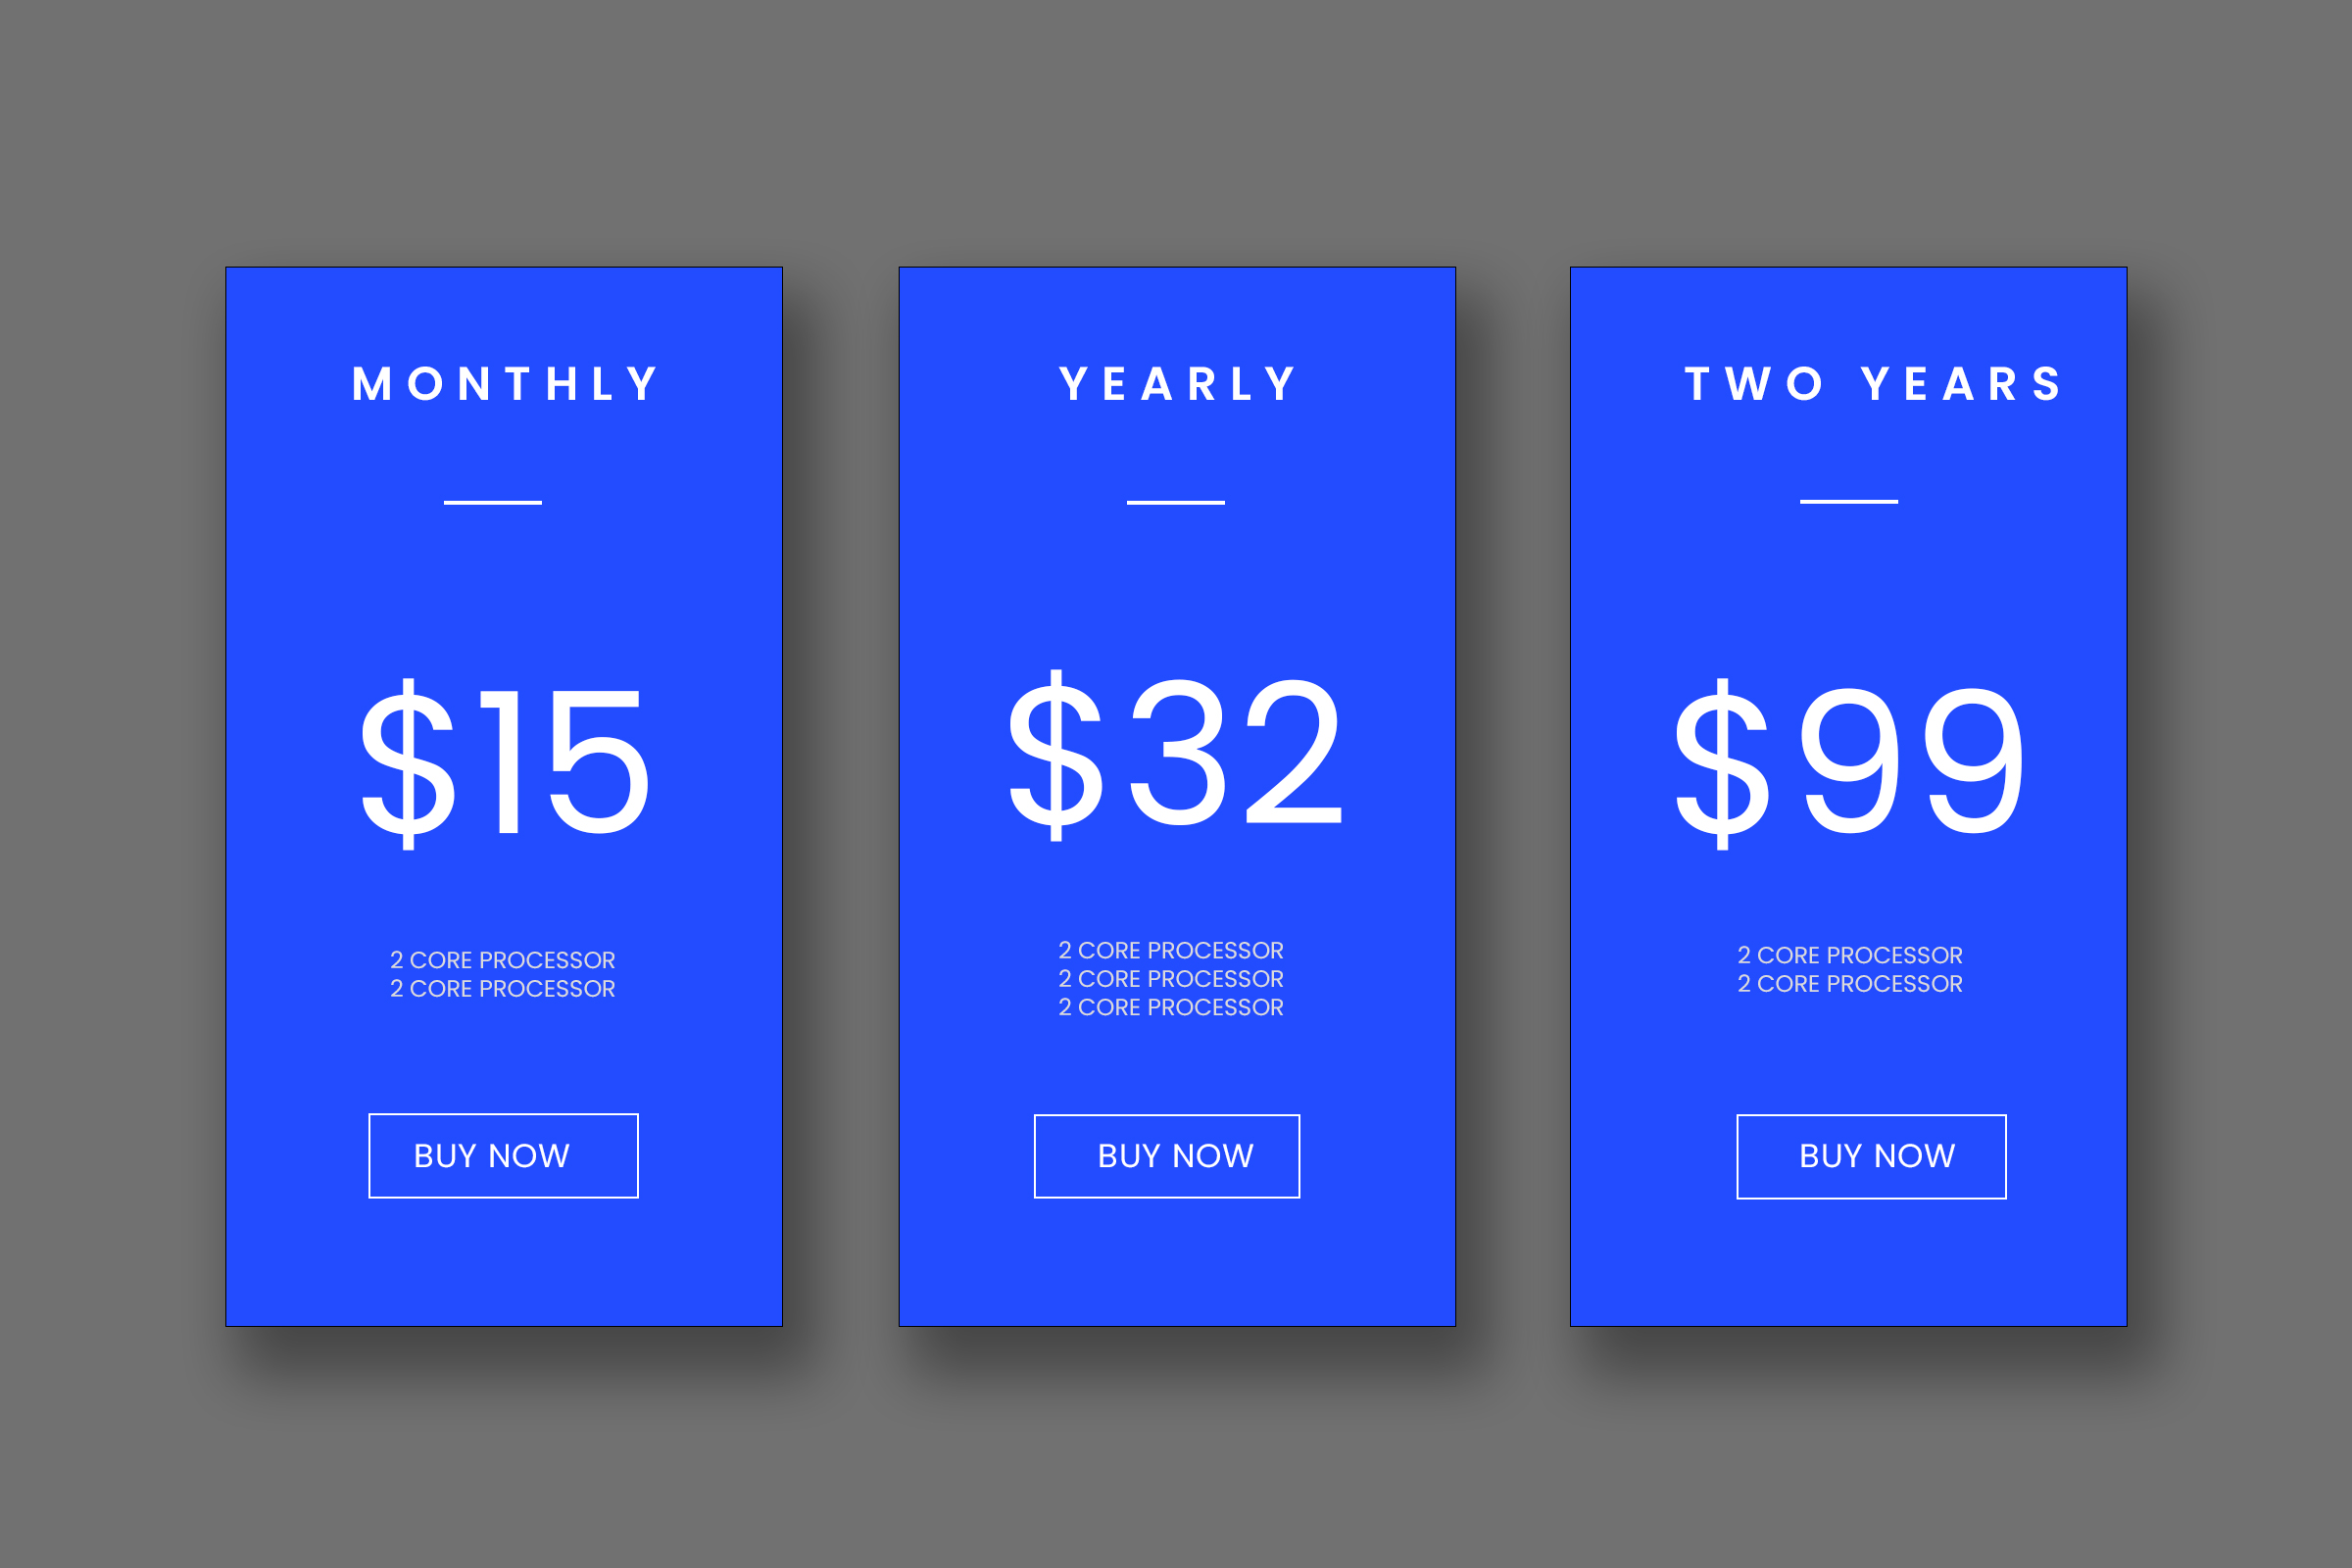 MONTHLY
$15
2 CORE PROCESSOR
2 CORE PROCESSOR
BUY NOW
YEARLY
$32
2 CORE PROCESSOR
2 CORE PROCESSOR
2 CORE PROCESSOR
BUY NOW
TWO YEARS
$99
2 CORE PROCESSOR
2 CORE PROCESSOR
BUY NOW